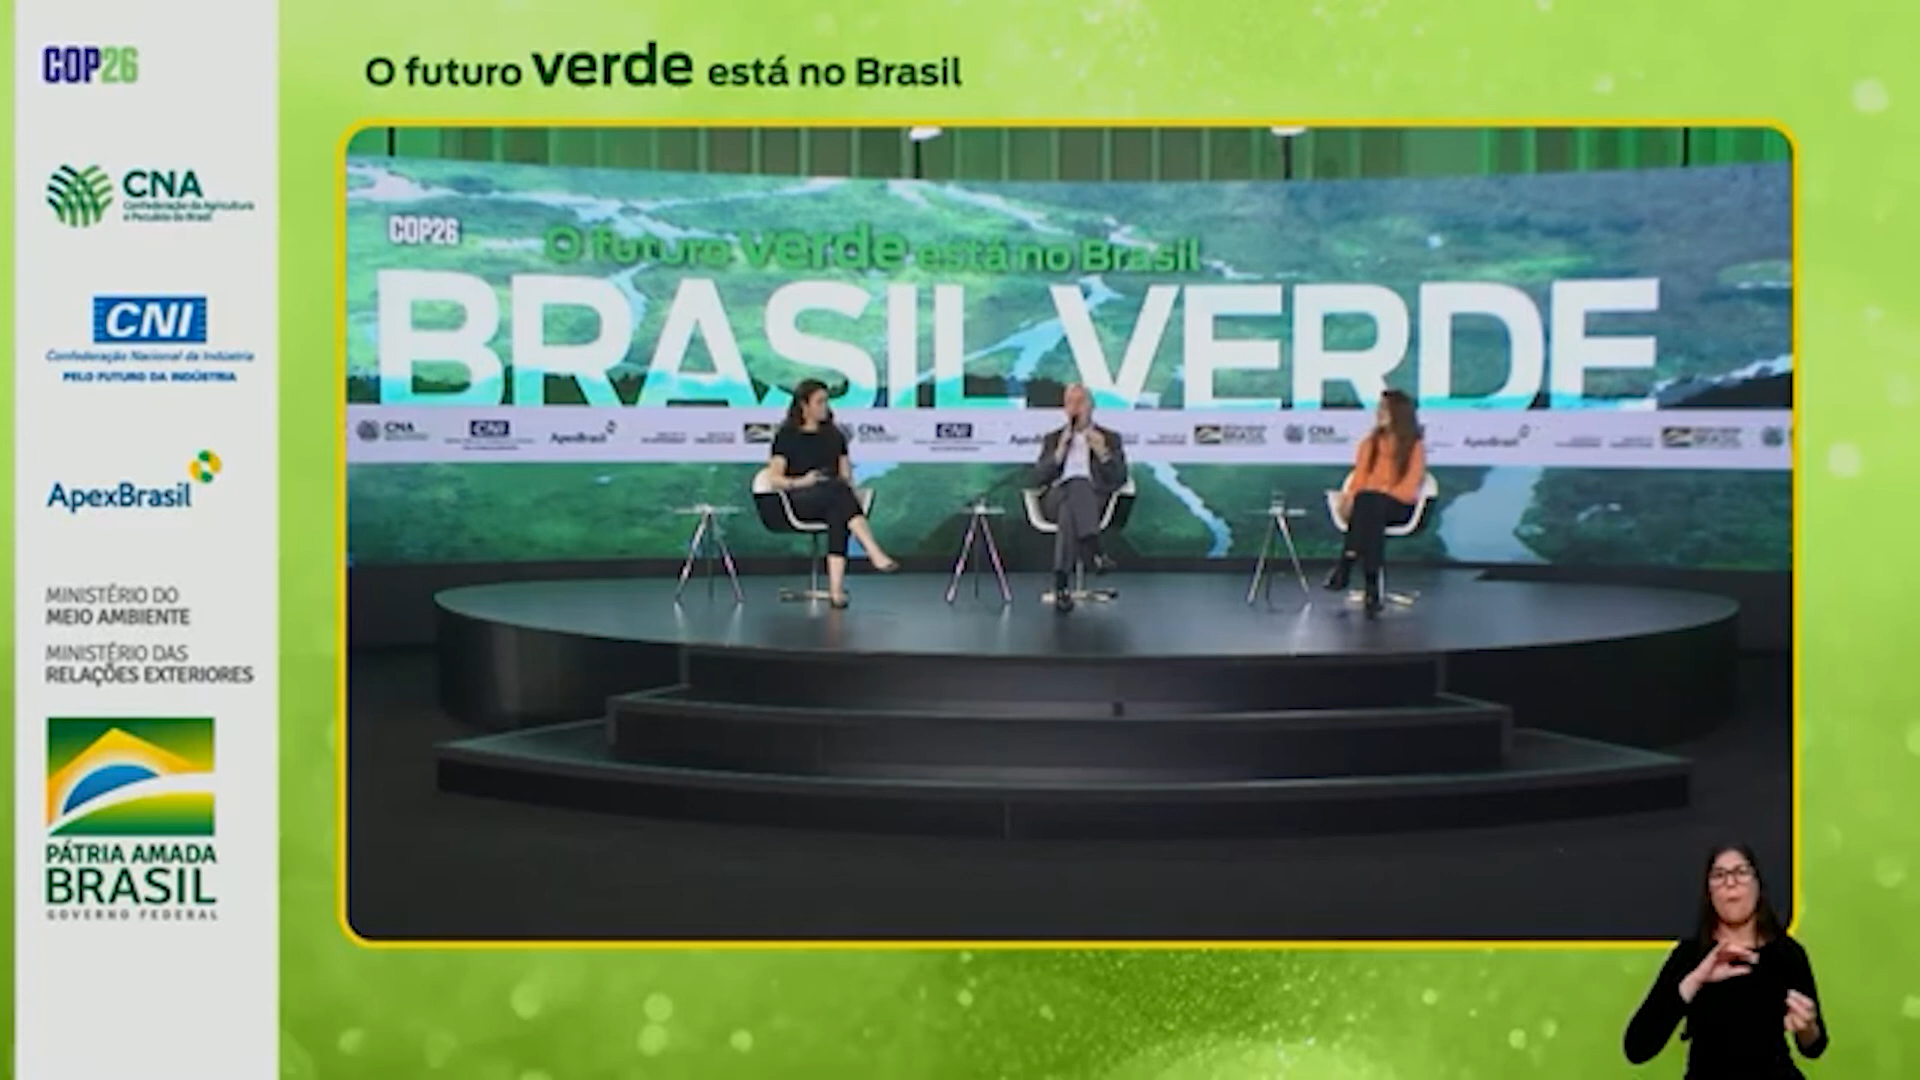 COP26
CNA
Confederação da Agricultura
e Pecuária do Brasil
CNI
Confederação Nacional da Indústria
PELO FUTURO DA INDÚSTRIA
ApexBrasil
MINISTÉRIO DO
MEIO AMBIENTE
MINISTÉRIO DAS
RELAÇÕES EXTERIORES
PÁTRIA AMADA
BRASIL
GOVERNO FEDERAL
O futuro verde está no Brasil
COP26
O futuro verde está no Brasil
BRASIL VERDE
CNA
CNI
ApexBrasil
CNA
CNI
BRASIL
CNA
ApexBrasil
BRASIL